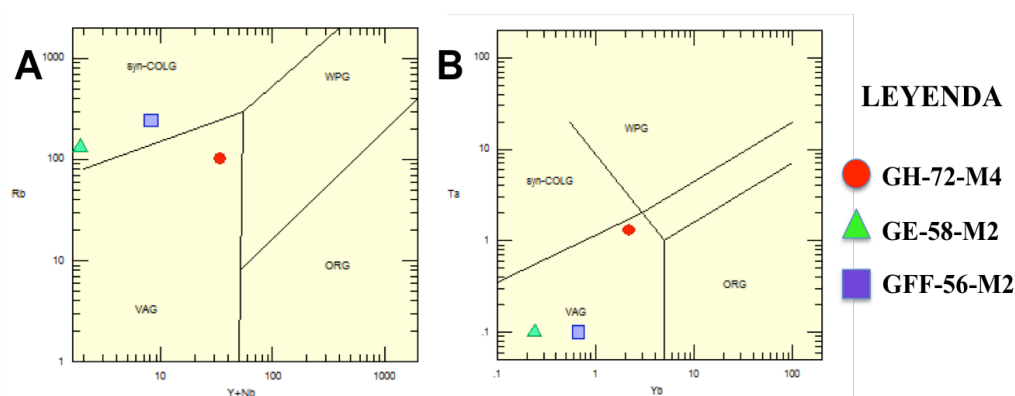 A
Rb
1000
100
10
1
syn-COLG
WPG
VAG
ORG
10
100
1000
Y+Nb
B
Ta
100
10
1
.1
WPG
syn-COLG
VAG
ORG
.1
1
10
100
Yb
LEYENDA
GH-72-M4
GE-58-M2
GFF-56-M2